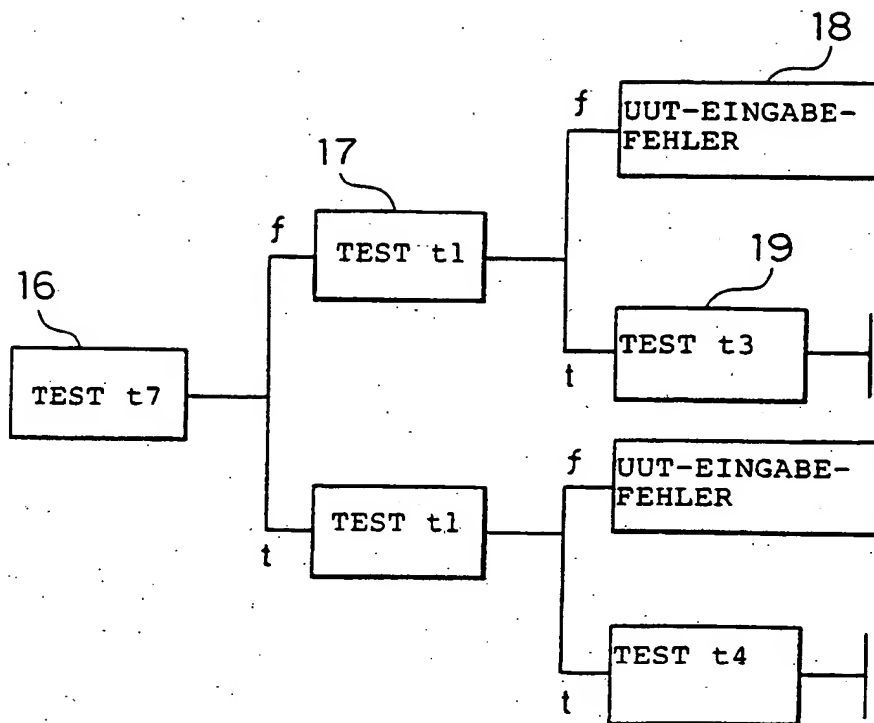 18
f
UUT-EINGABE-
FEHLER
17
f
TEST t1
19
16
TEST t3
t
TEST t7
f
UUT-EINGABE-
FEHLER
TEST t1
t
TEST t4
t